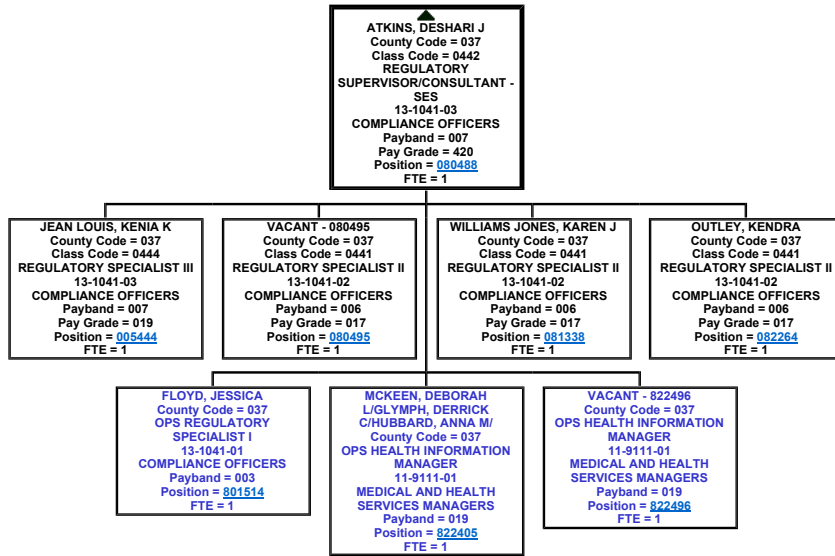 ATKINS, DESHARI J
County Code = 037
Class Code = 0442
REGULATORY
SUPERVISOR/CONSULTANT -
SES
13-1041-03
COMPLIANCE OFFICERS
Payband = 007
Pay Grade = 420
Position = 080488
FTE = 1
JEAN LOUIS, KENIA K
County Code = 037
Class Code = 0444
REGULATORY SPECIALIST III
13-1041-03
COMPLIANCE OFFICERS
Payband = 007
Pay Grade = 019
Position = 005444
FTE = 1
VACANT - 080495
County Code = 037
Class Code = 0441
REGULATORY SPECIALIST II
13-1041-02
COMPLIANCE OFFICERS
Payband = 006
Pay Grade = 017
Position = 080495
FTE = 1
WILLIAMS JONES, KAREN J
County Code = 037
Class Code = 0441
REGULATORY SPECIALIST II
13-1041-02
COMPLIANCE OFFICERS
Payband = 006
Pay Grade = 017
Position = 081338
FTE = 1
OUTLEY, KENDRA
County Code = 037
Class Code = 0441
REGULATORY SPECIALIST II
13-1041-02
COMPLIANCE OFFICERS
Payband = 006
Pay Grade = 017
Position = 082264
FTE = 1
FLOYD, JESSICA
County Code = 037
OPS REGULATORY
SPECIALIST I
13-1041-01
COMPLIANCE OFFICERS
Payband = 003
Position = 801514
FTE = 1
MCKEEN, DEBORAH
L/GLYMPH, DERRICK
C/HUBBARD, ANNA M/
County Code = 037
OPS HEALTH INFORMATION
MANAGER
11-9111-01
MEDICAL AND HEALTH
SERVICES MANAGERS
Payband = 019
Position = 822405
FTE = 1
VACANT - 822496
County Code = 037
OPS HEALTH INFORMATION
MANAGER
11-9111-01
MEDICAL AND HEALTH
SERVICES MANAGERS
Payband = 019
Position = 822496
FTE = 1